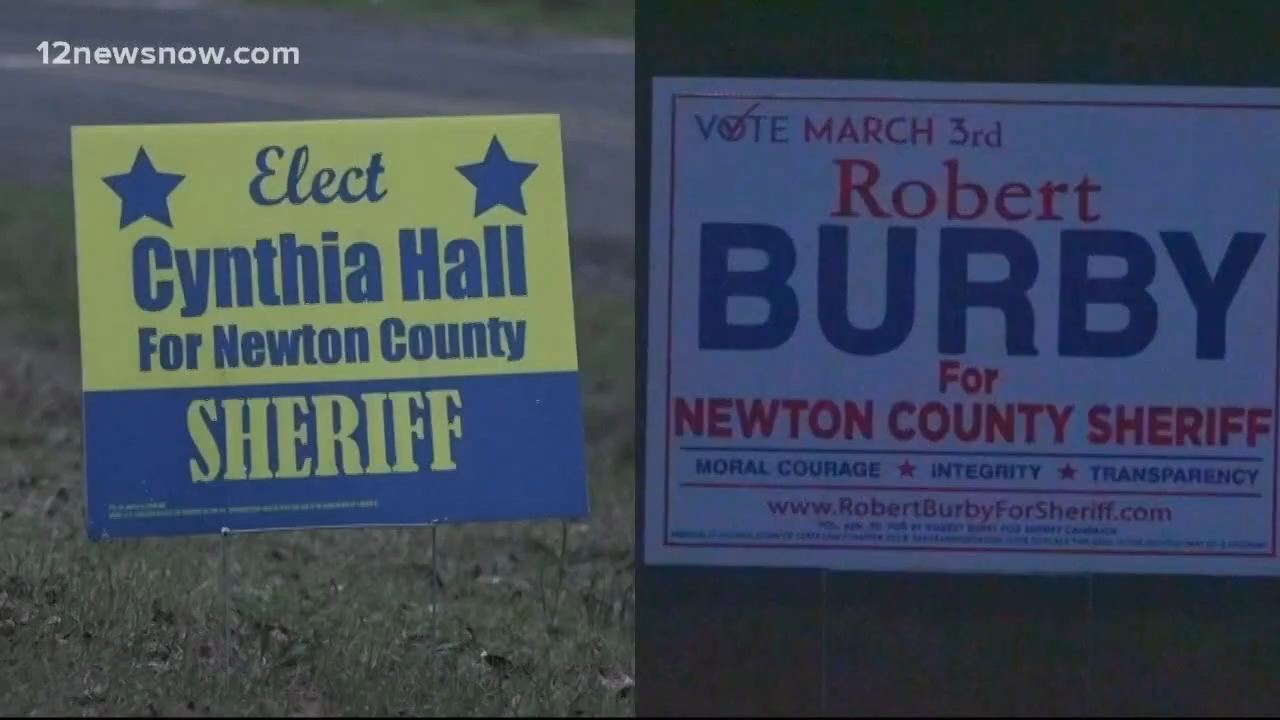 12newsnow.com
Elect
Cynthia Hall
For Newton County
SHERIFF
VOTE MARCH 3rd
Robert
BURBY
For
NEWTON COUNTY SHERIFF
MORAL COURAGE ★ INTEGRITY ★ TRANSPARENCY
www.RobertBurbyForSheriff.com